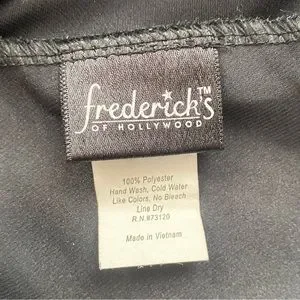 frederick's™
OF HOLLYWOOD
100% Polyester
Hand Wash, Cold Water
Like Colors, No Bleach
Line Dry
R.N.#73120
Made in Vietnam